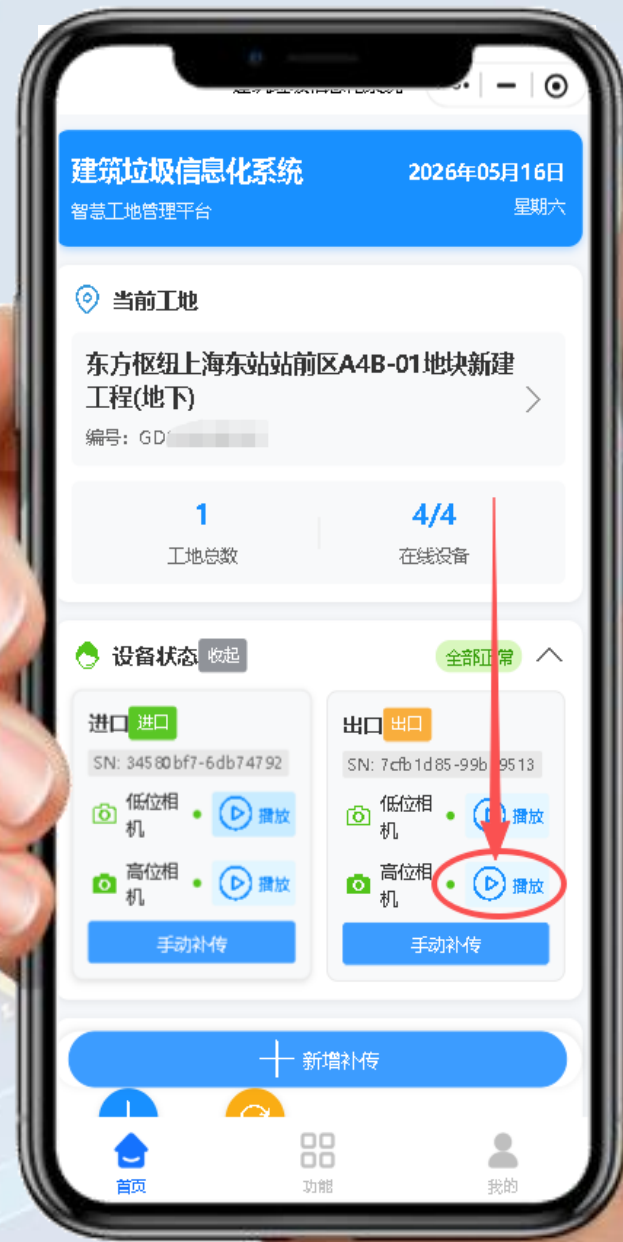 建筑垃圾信息化系统
2026年05月16日
智慧工地管理平台
星期六
当前工地
东方枢纽上海东站站前区A4B-01地块新建
工程(地下)
编号：GD
1
4/4
工地总数
在线设备
设备状态 收起
全部正常
进口 进口
SN: 34580bf7-6db74792
低位相
机
播放
高位相
机
播放
手动补传
出口 出口
SN: 7cfb1d85-99b 9513
低位相
机
播放
高位相
机
播放
手动补传
新增补传
首页
功能
我的